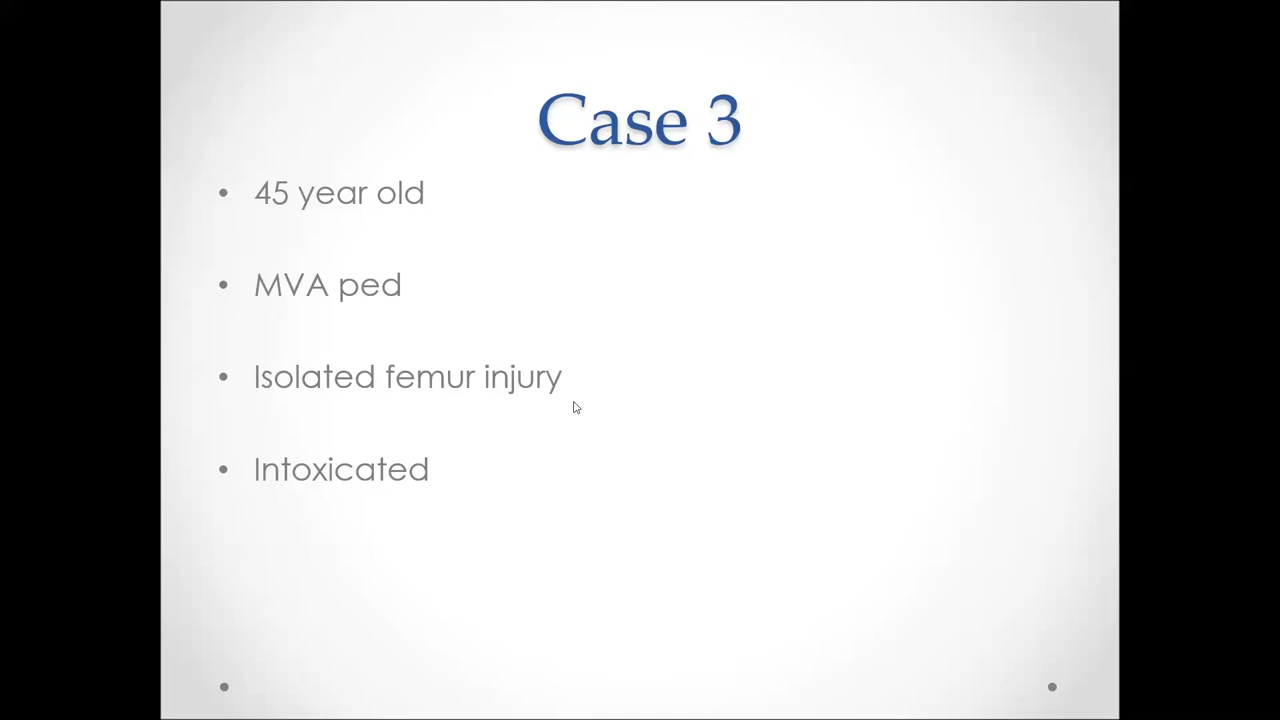 Case 3
• 45 year old
• MVA ped
• Isolated femur injury
• Intoxicated